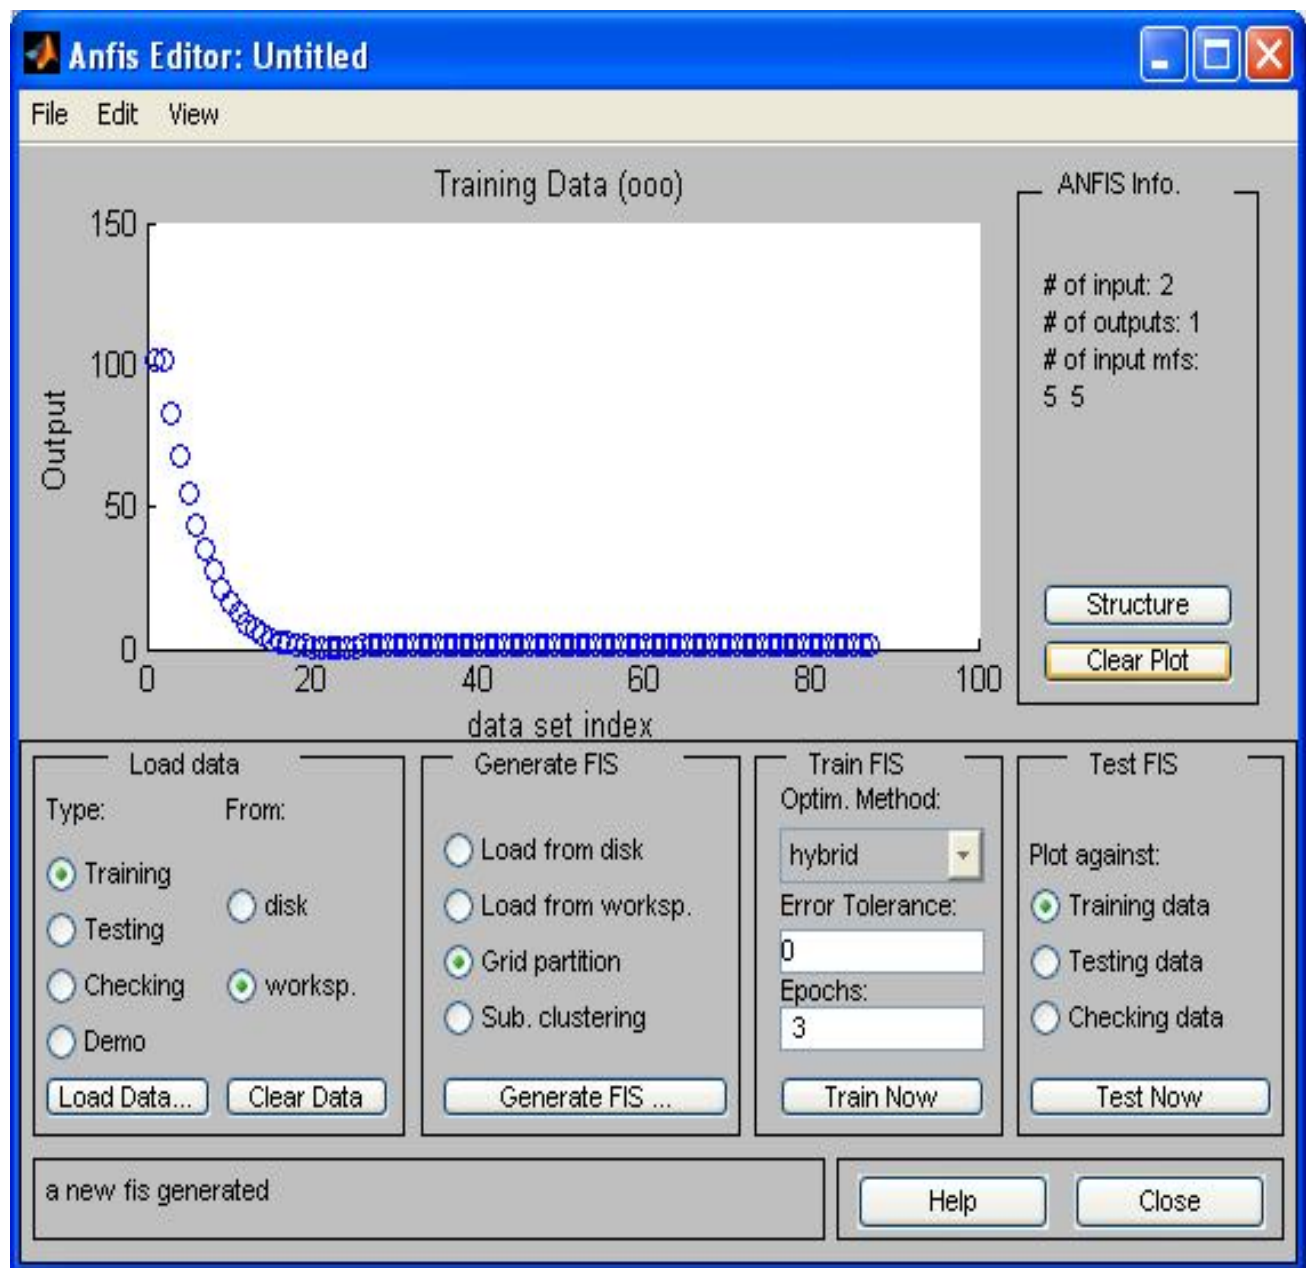 Anfis Editor: Untitled
File Edit View
Training Data (ooo)
150
100
50
0
Output
0 20 40 60 80 100
data set index
ANFIS Info.
# of input: 2
# of outputs: 1
# of input mfs:
5 5
Structure
Clear Plot
Load data
Type: From:
Training
Testing
Checking
Demo
disk
worksp.
Load Data... Clear Data
Generate FIS
Load from disk
Load from worksp.
Grid partition
Sub. clustering
Generate FIS ...
Train FIS
Optim. Method:
hybrid
Error Tolerance:
0
Epochs:
3
Train Now
Test FIS
Plot against:
Training data
Testing data
Checking data
Test Now
a new fis generated
Help Close